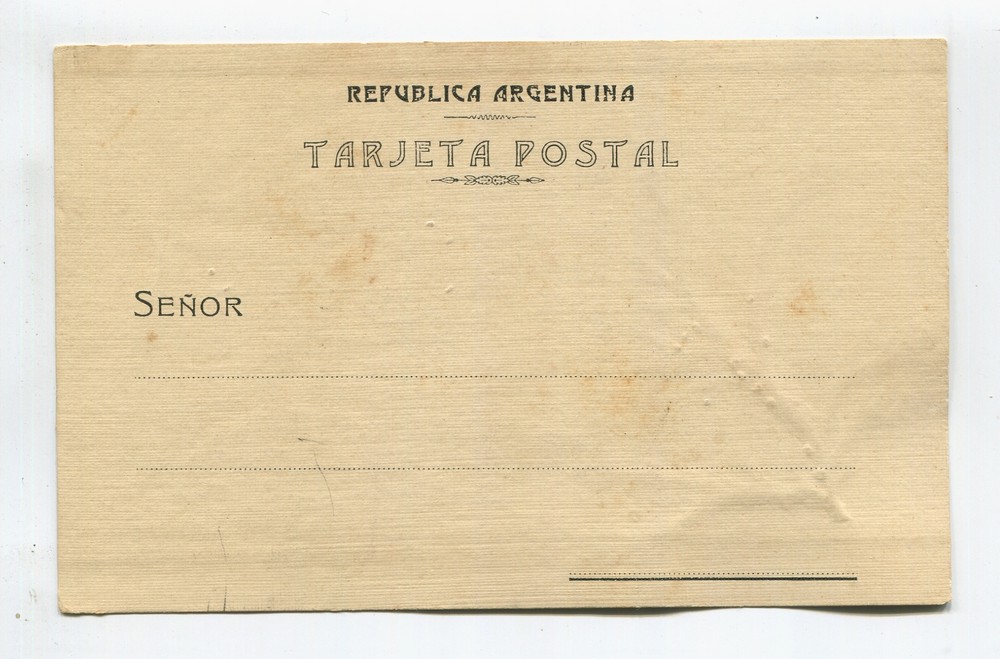 REPUBLICA ARGENTINA
TARJETA POSTAL
SEÑOR